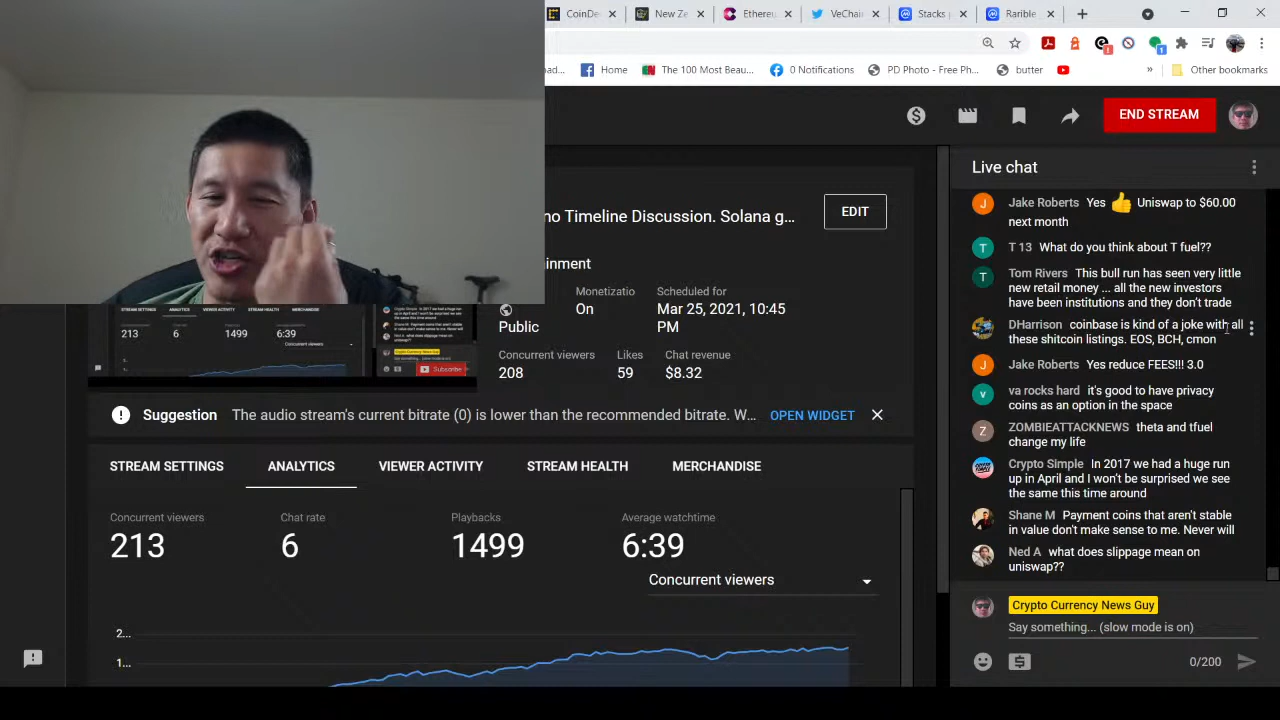 CoinDe
New Ze
Ethereu
VeChain
Stacks p
Rarible
oad...
Home
The 100 Most Beau...
0 Notifications
PD Photo - Free Ph...
butter
Other bookmarks
END STREAM
no Timeline Discussion. Solana g...
EDIT
inment
Monetizatio
On
Scheduled for
Mar 25, 2021, 10:45
PM
Public
Concurrent viewers
208
Likes
59
Chat revenue
$8.32
Suggestion
The audio stream's current bitrate (0) is lower than the recommended bitrate. W...
OPEN WIDGET
STREAM SETTINGS
ANALYTICS
VIEWER ACTIVITY
STREAM HEALTH
MERCHANDISE
Concurrent viewers
213
Chat rate
6
Playbacks
1499
Average watchtime
6:39
Concurrent viewers
2...
1...
Live chat
Jake Roberts Yes 👍 Uniswap to $60.00
next month
T 13 What do you think about T fuel??
Tom Rivers This bull run has seen very little
new retail money ... all the new investors
have been institutions and they don't trade
DHarrison coinbase is kind of a joke with all
these shitcoin listings. EOS, BCH, cmon
Jake Roberts Yes reduce FEES!!! 3.0
va rocks hard it's good to have privacy
coins as an option in the space
ZOMBIEATTACKNEWS theta and tfuel
change my life
Crypto Simple In 2017 we had a huge run
up in April and I won't be surprised we see
the same this time around
Shane M Payment coins that aren't stable
in value don't make sense to me. Never will
Ned A what does slippage mean on
uniswap??
Crypto Currency News Guy
Say something... (slow mode is on)
0/200